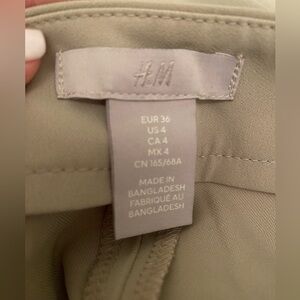 H&M
EUR 36
US 4
CA 4
MX 4
CN 165/68A
MADE IN
BANGLADESH
FABRIQUÉ AU
BANGLADESH